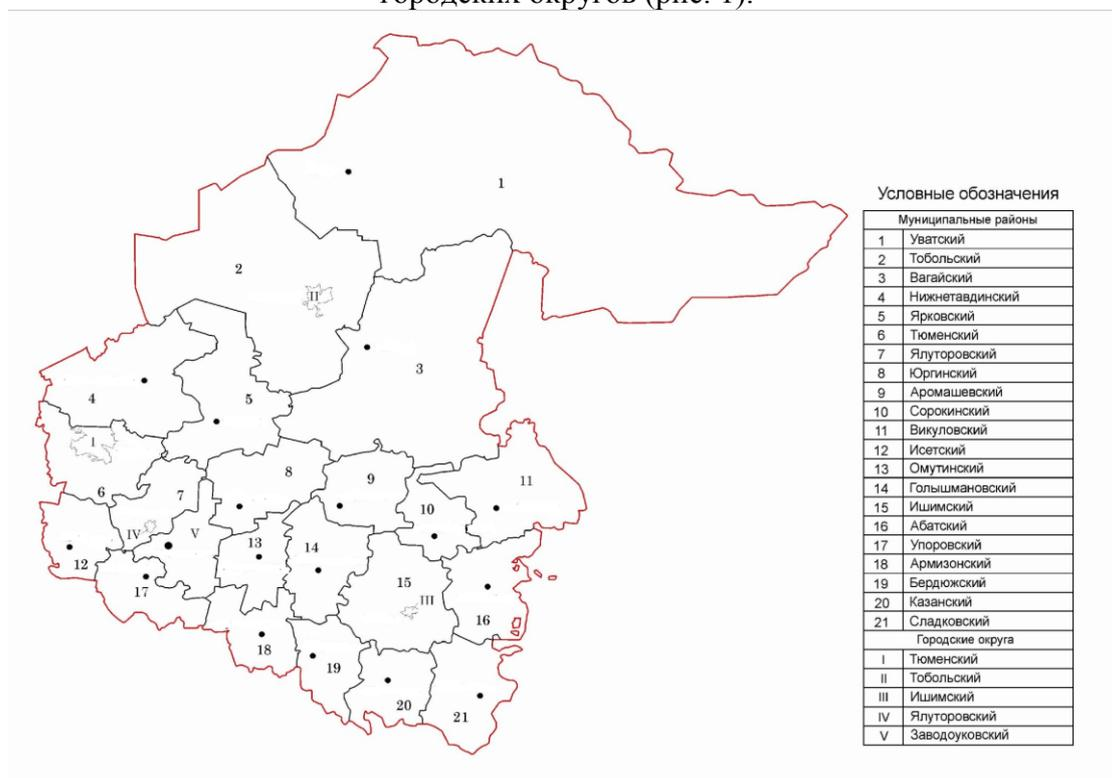 городских округов (рис. 1).
1
2
II
3
4
5
I
8
9
11
6
7
10
IV
V
13
14
12
15
17
III
16
18
19
20
21
Условные обозначения
Муниципальные районы
1 Уватский
2 Тобольский
3 Вагайский
4 Нижнетавдинский
5 Ярковский
6 Тюменский
7 Ялуторовский
8 Юргинский
9 Аромашевский
10 Сорокинский
11 Викуловский
12 Исетский
13 Омутинский
14 Голышмановский
15 Ишимский
16 Абатский
17 Упоровский
18 Армизонский
19 Бердюжский
20 Казанский
21 Сладковский
Городские округа
I Тюменский
II Тобольский
III Ишимский
IV Ялуторовский
V Заводоуковский